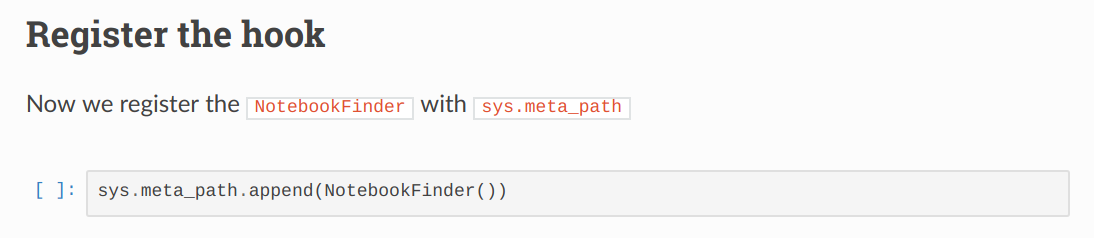 Register the hook
Now we register the NotebookFinder with sys.meta_path
[ ]: sys.meta_path.append(NotebookFinder())